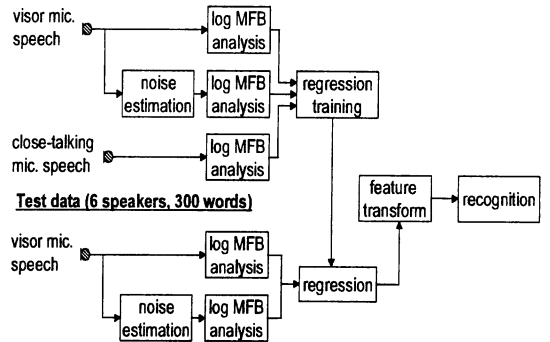 visor mic.
speech
log MFB
analysis
noise
estimation
log MFB
analysis
regression
training
close-talking
mic. speech
log MFB
analysis
Test data (6 speakers, 300 words)
feature
transform
recognition
visor mic.
speech
log MFB
analysis
regression
noise
estimation
log MFB
analysis